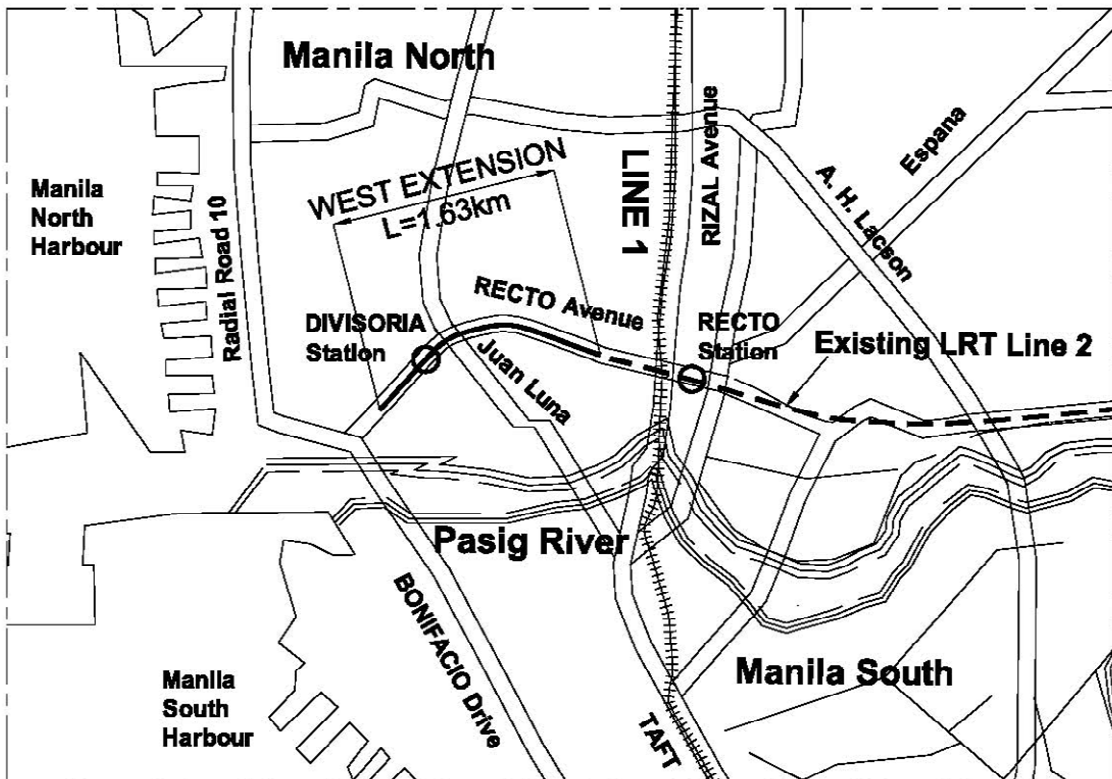 Manila North
Manila
North
Harbour
Radial Road 10
WEST EXTENSION
L=1.63km
LINE 1
RIZAL Avenue
A. H. Lacson
Espana
RECTO Avenue
DIVISORIA
Station
Juan Luna
RECTO
Station
Existing LRT Line 2
Pasig River
BONIFACIO Drive
Manila South
Manila
South
Harbour
TAFT